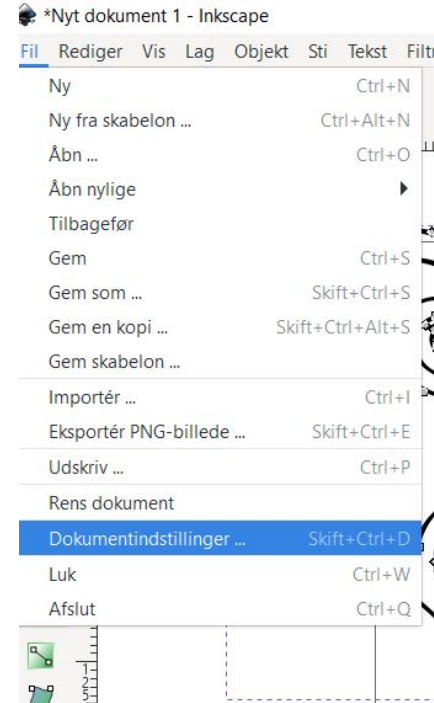 *Nyt dokument 1 - Inkscape
Fil Rediger Vis Lag Objekt Sti Tekst Filtr
Ny Ctrl+N
Ny fra skabelon ... Ctrl+Alt+N
Åbn ... Ctrl+O
Åbn nylige
Tilbagefør
Gem Ctrl+S
Gem som ... Skift+Ctrl+S
Gem en kopi ... Skift+Ctrl+Alt+S
Gem skabelon ...
Importér ... Ctrl+I
Eksportér PNG-billede ... Skift+Ctrl+E
Udskriv ... Ctrl+P
Rens dokument
Dokumentindstillinger ... Skift+Ctrl+D
Luk Ctrl+W
Afslut Ctrl+Q